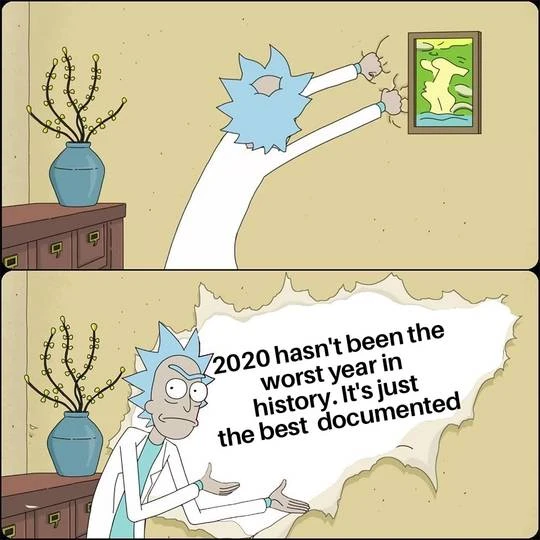 2020 hasn't been the
worst year in
history. It's just
the best documented